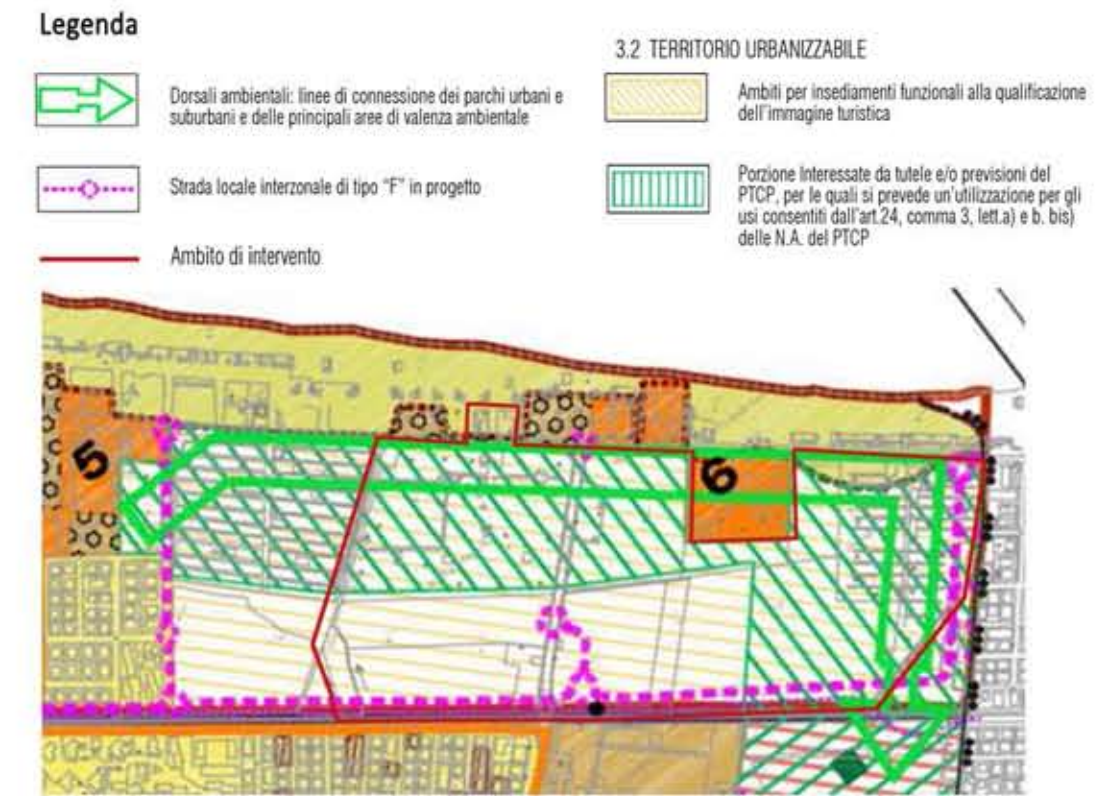 Legenda
Dorsali ambientali: linee di connessione dei parchi urbani e
suburbani e delle principali aree di valenza ambientale
Strada locale interzonale di tipo "F" in progetto
Ambito di intervento
3.2 TERRITORIO URBANIZZABILE
Ambiti per insediamenti funzionali alla qualificazione
dell'immagine turistica
Porzione Interessate da tutele e/o previsioni del
PTCP, per le quali si prevede un'utilizzazione per gli
usi consentiti dall'art.24, comma 3, lett.a) e b. bis)
delle N.A. del PTCP
5
6